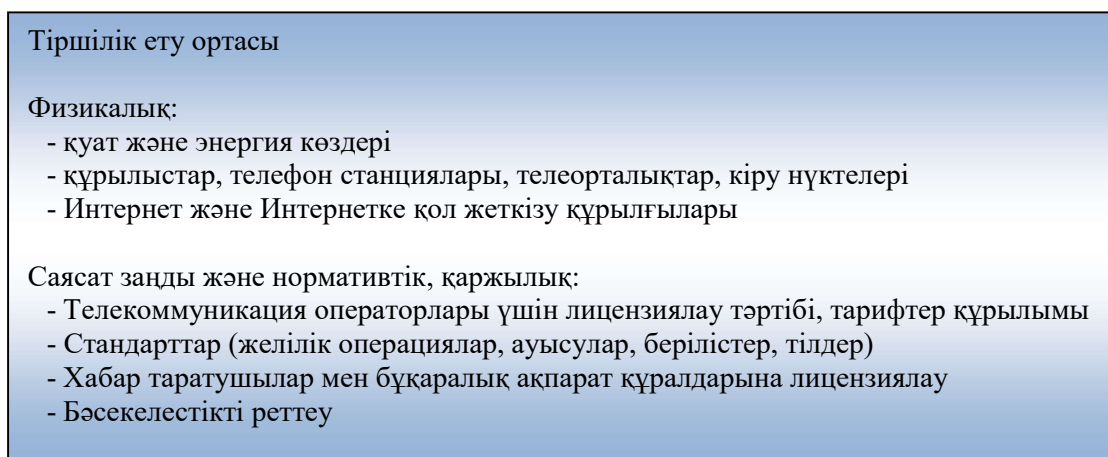 Тіршілік ету ортасы
Физикалық:
- қуат және энергия көздері
- құрылыстар, телефон станциялары, телеорталықтар, кіру нүктелері
- Интернет және Интернетке қол жеткізу құрылғылары
Саясат заңды және нормативтік, қаржылық:
- Телекоммуникация операторлары үшін лицензиялау тәртібі, тарифтер құрылымы
- Стандарттар (желілік операциялар, ауысулар, берілістер, тілдер)
- Хабар таратушылар мен бұқаралық ақпарат құралдарына лицензиялау
- Бәсекелестікті реттеу